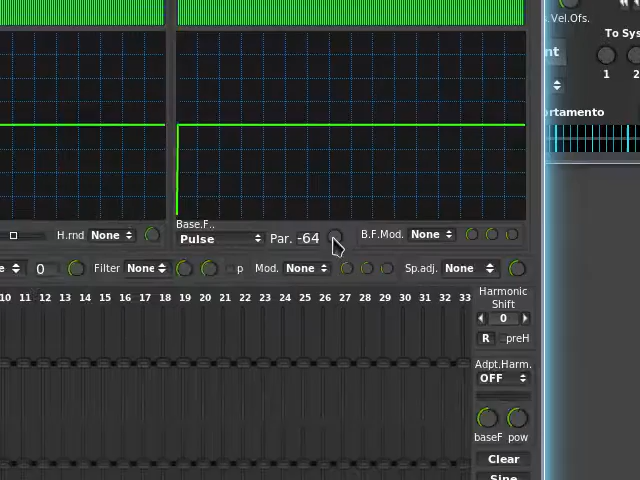 .Vel.Ofs.
To Sys
nt
1 2
rtamento
Base.F..
H.rnd None Pulse Par. -64 B.F.Mod. None
e 0 Filter None p Mod. None Sp.adj. None
10 11 12 13 14 15 16 17 18 19 20 21 22 23 24 25 26 27 28 29 30 31 32 33
Harmonic
Shift
0
R preH
Adpt.Harm.
OFF
baseF pow
Clear
Sine